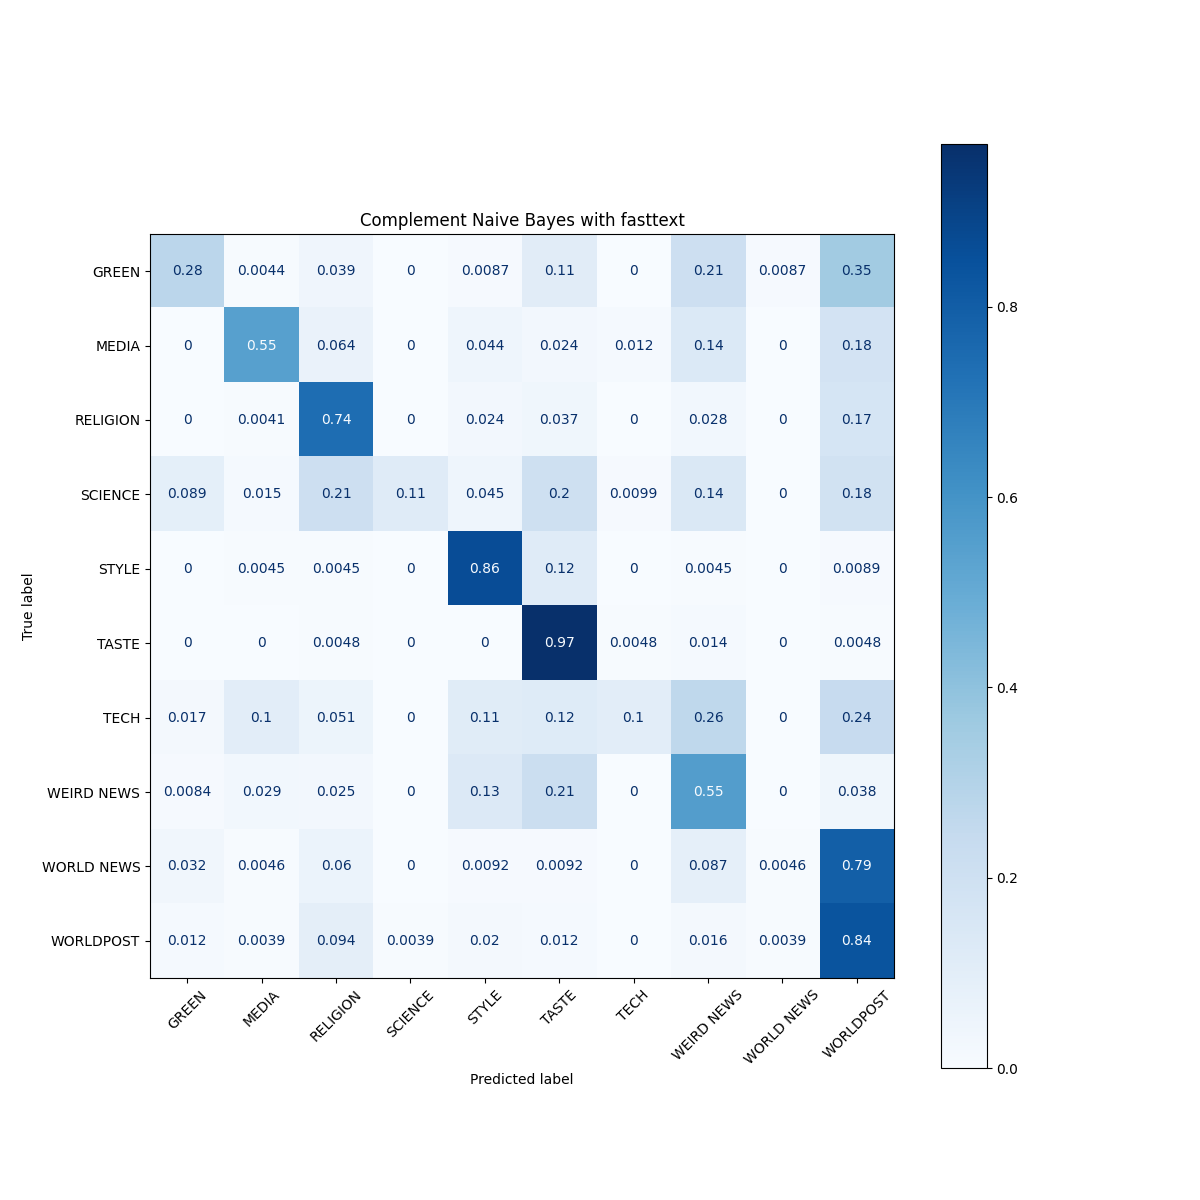 Complement Naive Bayes with fasttext
GREEN 0.28 0.0044 0.039 0 0.0087 0.11 0 0.21 0.0087 0.35
MEDIA 0 0.55 0.064 0 0.044 0.024 0.012 0.14 0 0.18
RELIGION 0 0.0041 0.74 0 0.024 0.037 0 0.028 0 0.17
SCIENCE 0.089 0.015 0.21 0.11 0.045 0.2 0.0099 0.14 0 0.18
STYLE 0 0.0045 0.0045 0 0.86 0.12 0 0.0045 0 0.0089
TASTE 0 0 0.0048 0 0 0.97 0.0048 0.014 0 0.0048
TECH 0.017 0.1 0.051 0 0.11 0.12 0.1 0.26 0 0.24
WEIRD NEWS 0.0084 0.029 0.025 0 0.13 0.21 0 0.55 0 0.038
WORLD NEWS 0.032 0.0046 0.06 0 0.0092 0.0092 0 0.087 0.0046 0.79
WORLDPOST 0.012 0.0039 0.094 0.0039 0.02 0.012 0 0.016 0.0039 0.84
GREEN MEDIA RELIGION SCIENCE STYLE TASTE TECH WEIRD NEWS WORLD NEWS WORLDPOST
Predicted label
True label
0.8
0.6
0.4
0.2
0.0